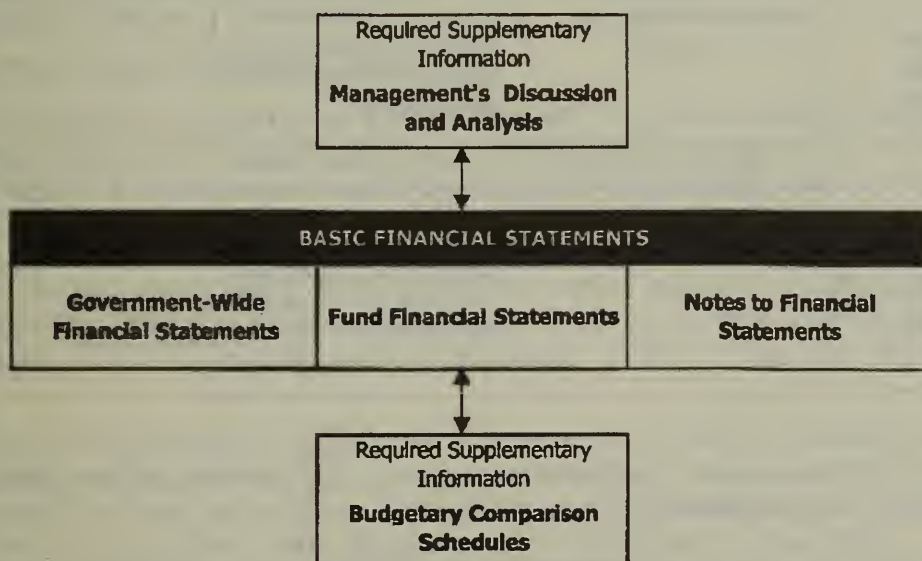 Required Supplementary
Information
Management's Discussion
and Analysis
BASIC FINANCIAL STATEMENTS
Government-Wide
Financial Statements
Fund Financial Statements
Notes to Financial
Statements
Required Supplementary
Information
Budgetary Comparison
Schedules